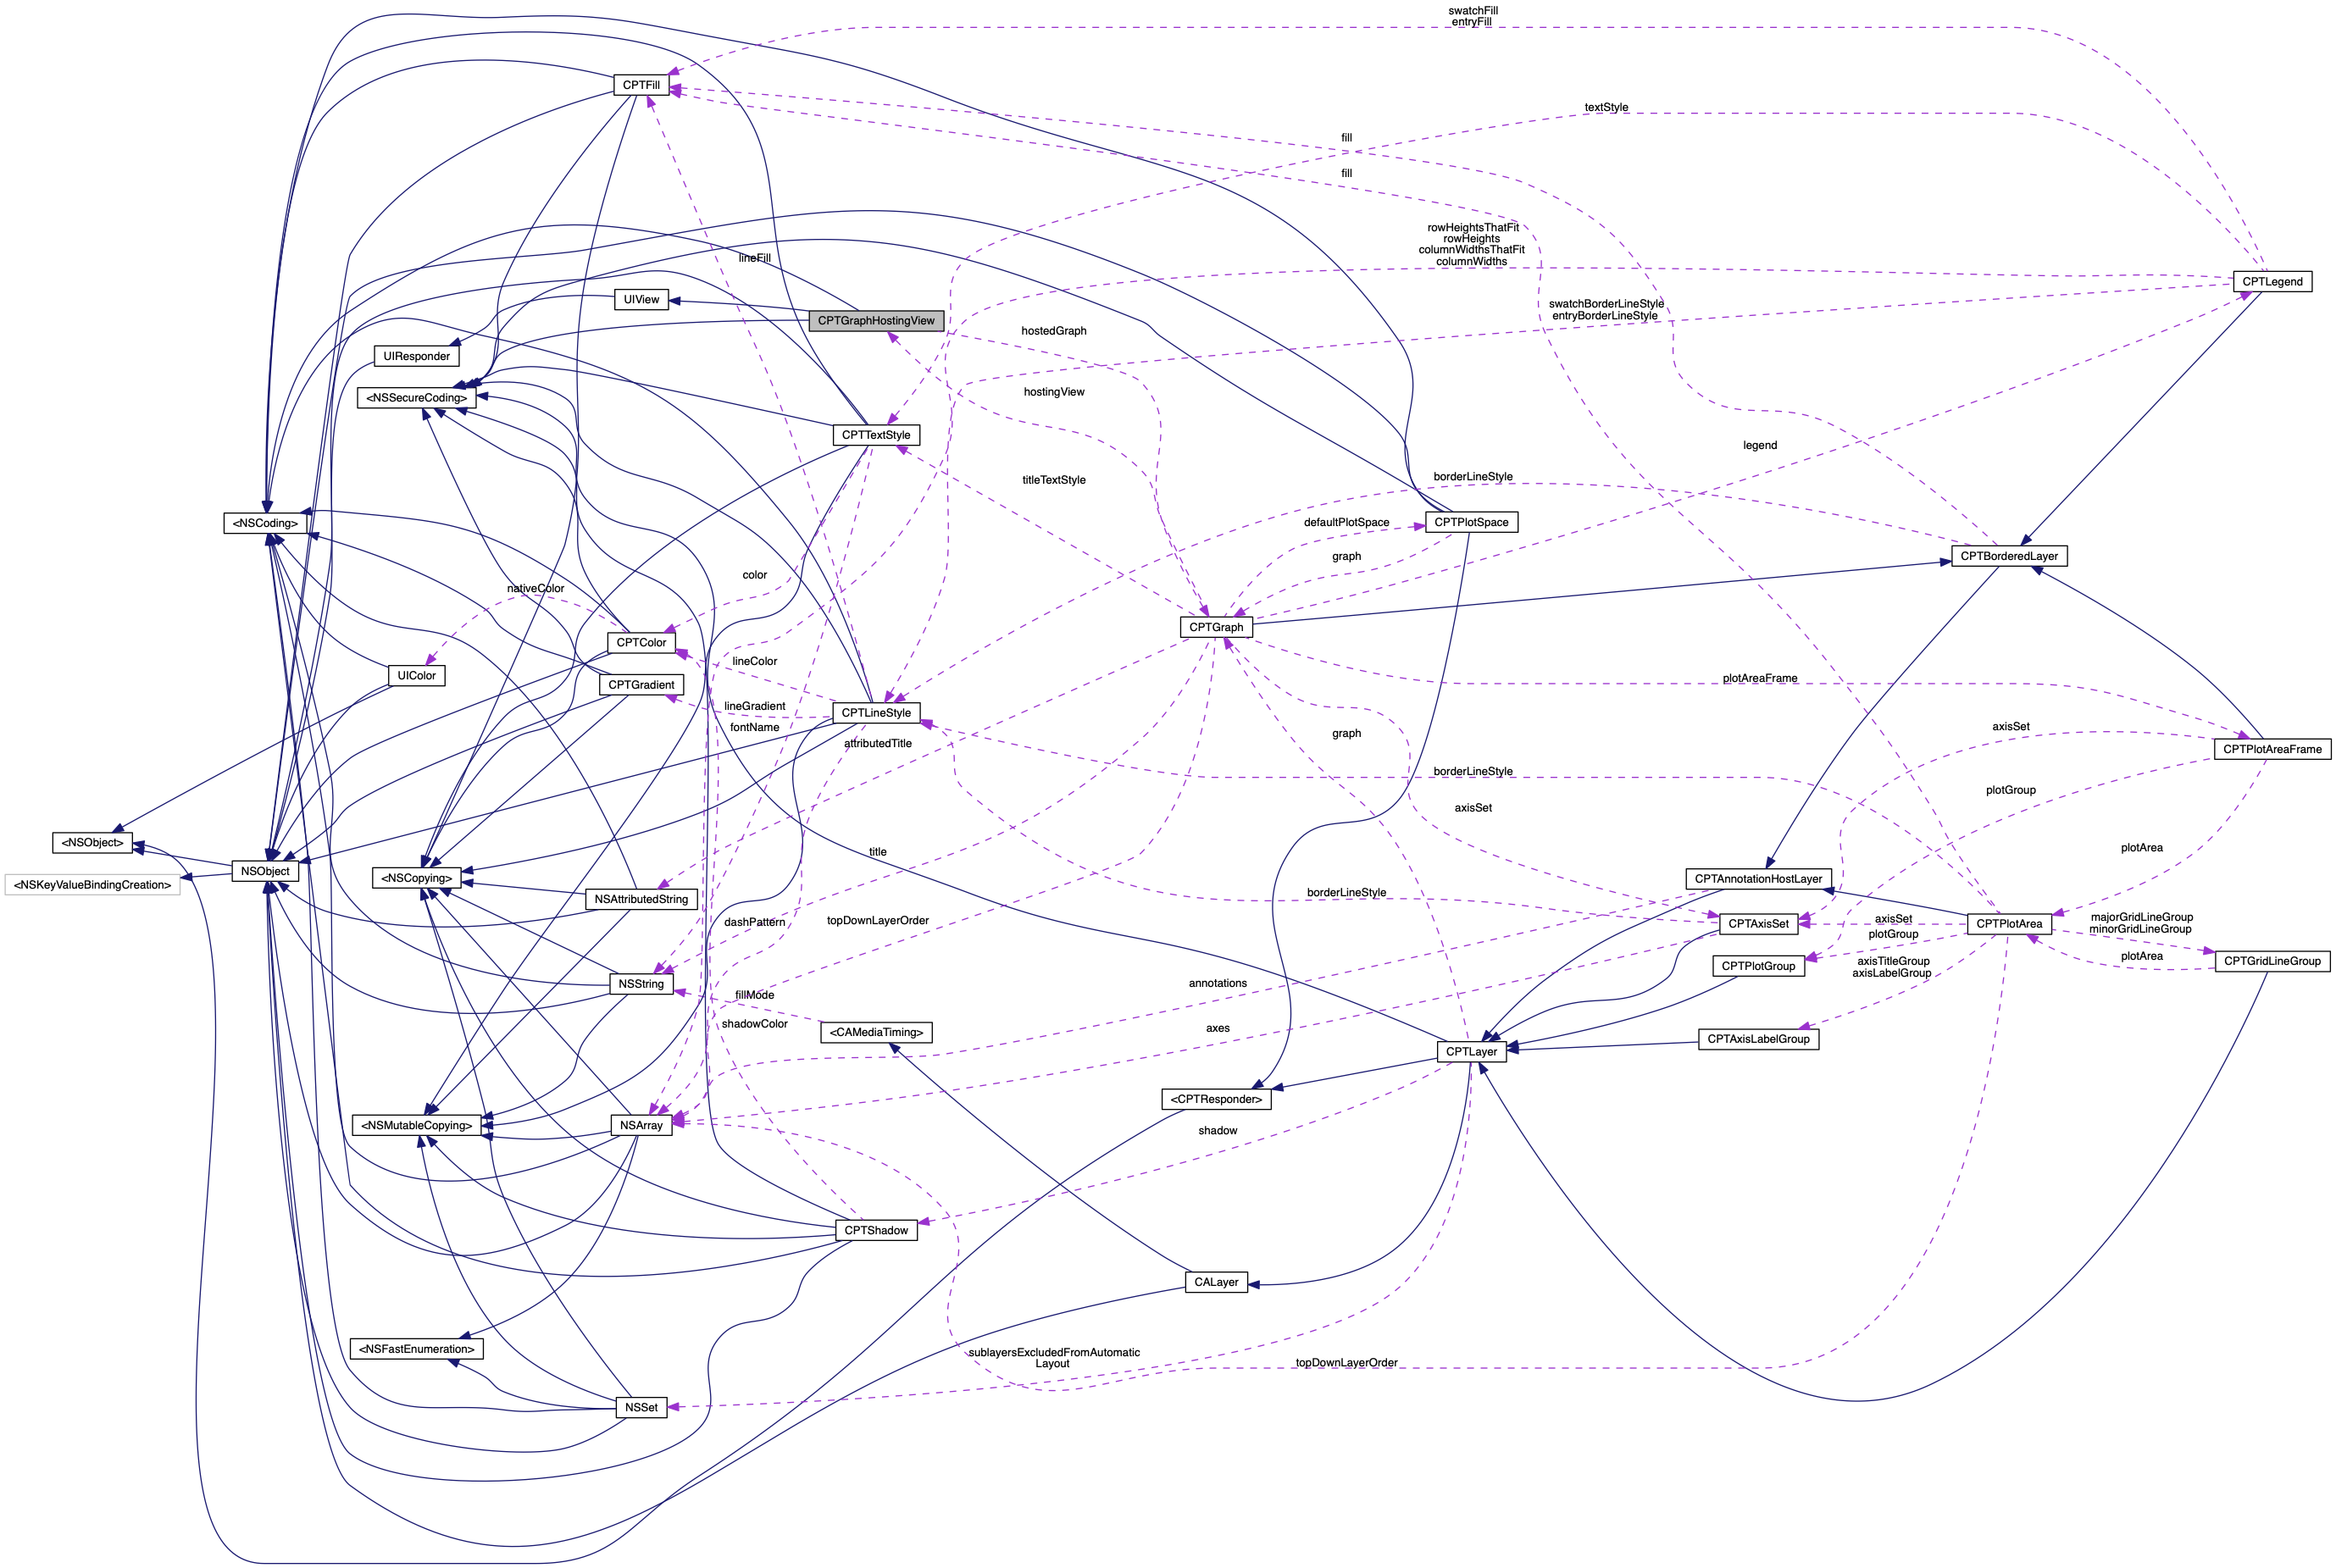 swatchFill
entryFill
CPTFill
textStyle
fill
fill
rowHeightsThatFit
rowHeights
columnWidthsThatFit
columnWidths
lineFill
CPTLegend
UIView
CPTGraphHostingView
swatchBorderLineStyle
entryBorderLineStyle
hostedGraph
UIResponder
hostingView
<NSSecureCoding>
CPTTextStyle
legend
titleTextStyle
borderLineStyle
<NSCoding>
defaultPlotSpace
CPTPlotSpace
graph
CPTBorderedLayer
color
nativeColor
CPTGraph
CPTColor
lineColor
UIColor
CPTGradient
plotAreaFrame
lineGradient
CPTLineStyle
fontName
axisSet
graph
attributedTitle
CPTPlotAreaFrame
borderLineStyle
plotGroup
axisSet
<NSObject>
title
plotArea
NSObject
<NSKeyValueBindingCreation>
<NSCopying>
CPTAnnotationHostLayer
borderLineStyle
NSAttributedString
dashPattern
topDownLayerOrder
CPTAxisSet
axisSet
CPTPlotArea
majorGridLineGroup
minorGridLineGroup
plotGroup
plotArea
CPTPlotGroup
axisTitleGroup
axisLabelGroup
CPTGridLineGroup
NSString
annotations
fillMode
shadowColor
<CAMediaTiming>
axes
CPTAxisLabelGroup
CPTLayer
<CPTResponder>
<NSMutableCopying>
NSArray
shadow
CPTShadow
CALayer
<NSFastEnumeration>
sublayersExcludedFromAutomatic
Layout
topDownLayerOrder
NSSet